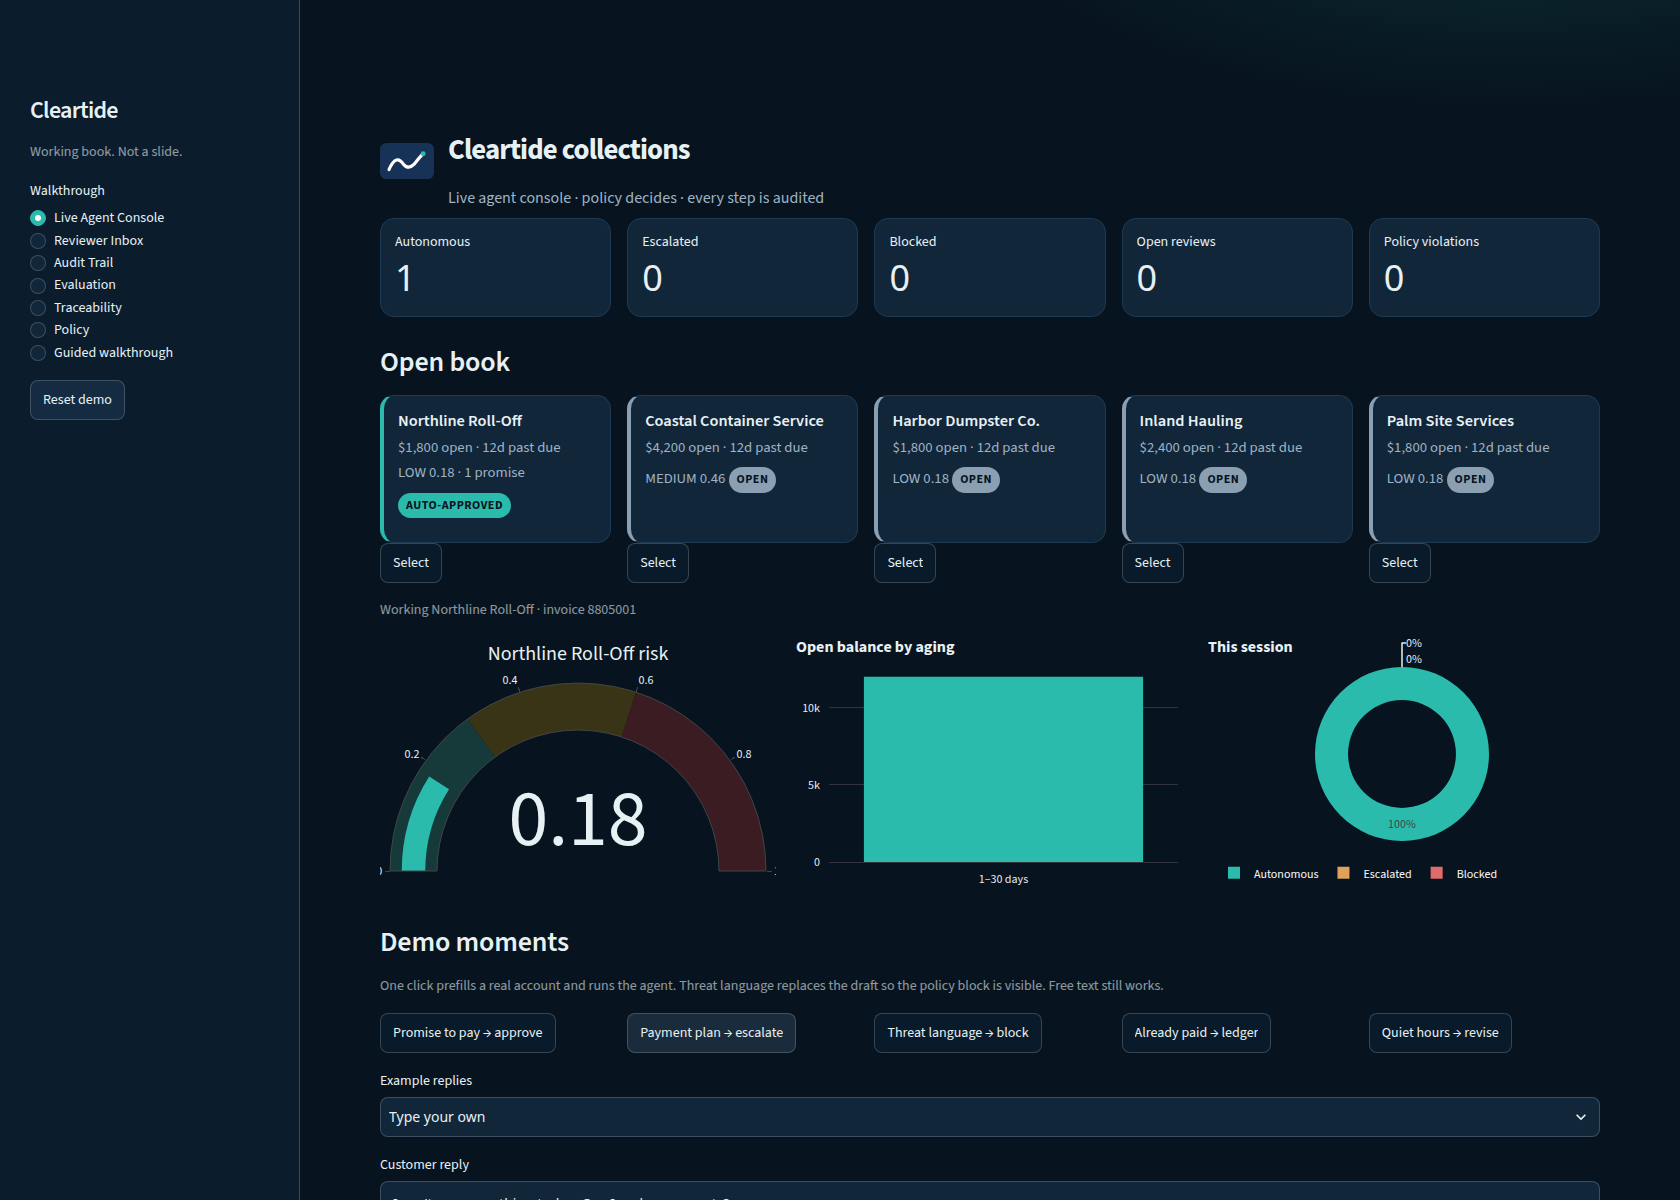 Cleartide
Working book. Not a slide.
Walkthrough
Live Agent Console
Reviewer Inbox
Audit Trail
Evaluation
Traceability
Policy
Guided walkthrough
Reset demo
Cleartide collections
Live agent console · policy decides · every step is audited
Autonomous
1
Escalated
0
Blocked
0
Open reviews
0
Policy violations
0
Open book
Northline Roll-Off
$1,800 open · 12d past due
LOW 0.18 · 1 promise
AUTO-APPROVED
Select
Coastal Container Service
$4,200 open · 12d past due
MEDIUM 0.46 OPEN
Select
Harbor Dumpster Co.
$1,800 open · 12d past due
LOW 0.18 OPEN
Select
Inland Hauling
$2,400 open · 12d past due
LOW 0.18 OPEN
Select
Palm Site Services
$1,800 open · 12d past due
LOW 0.18 OPEN
Select
Working Northline Roll-Off · invoice 8805001
Northline Roll-Off risk
0.2
0.4
0.6
0.8
0.18
Open balance by aging
10k
5k
0
1–30 days
This session
0%
0%
100%
Autonomous
Escalated
Blocked
Demo moments
One click prefills a real account and runs the agent. Threat language replaces the draft so the policy block is visible. Free text still works.
Promise to pay → approve
Payment plan → escalate
Threat language → block
Already paid → ledger
Quiet hours → revise
Example replies
Type your own
Customer reply